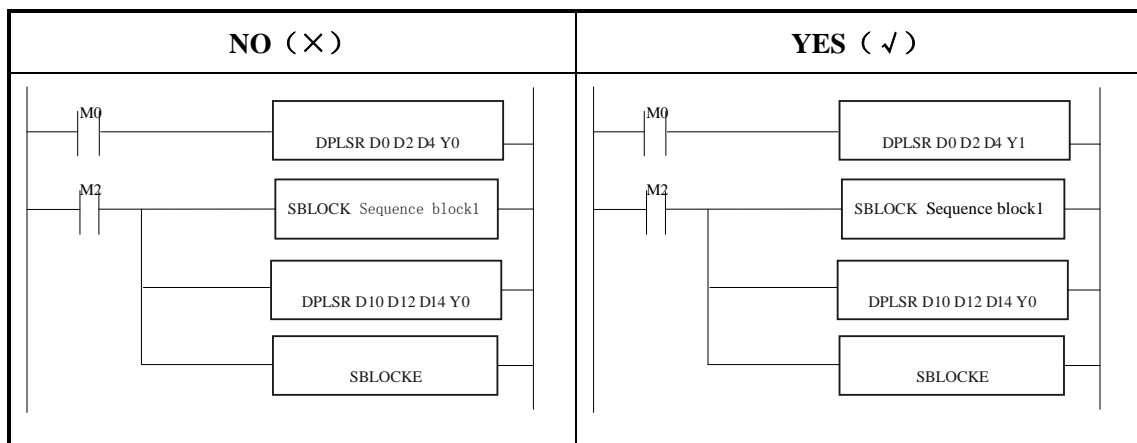 NO（×）
YES（√）
M0
DPLSR D0 D2 D4 Y0
M2
SBLOCK Sequence block1
DPLSR D10 D12 D14 Y0
SBLOCKE
M0
DPLSR D0 D2 D4 Y1
M2
SBLOCK Sequence block1
DPLSR D10 D12 D14 Y0
SBLOCKE